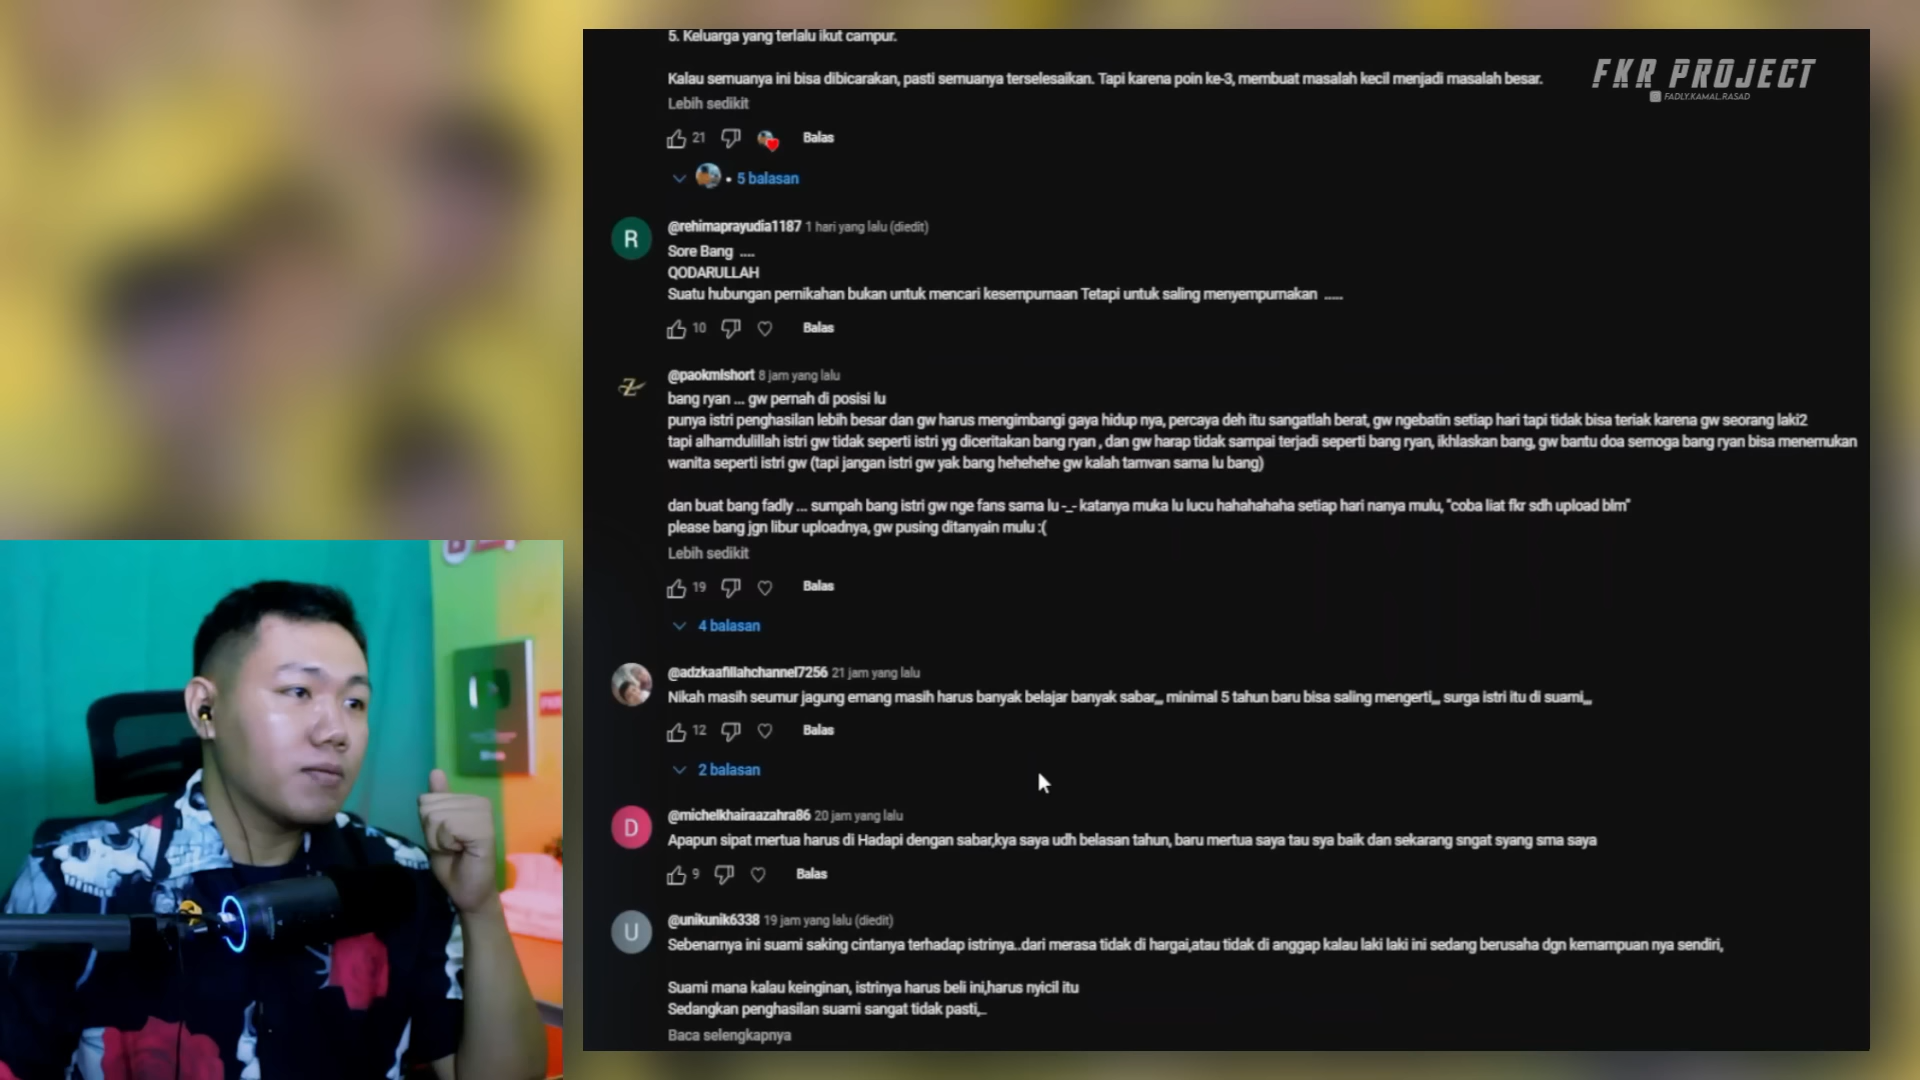 5. Keluarga yang terlalu ikut campur.
Kalau semuanya ini bisa dibicarakan, pasti semuanya terselesaikan. Tapi karena poin ke-3, membuat masalah kecil menjadi masalah besar.
Lebih sedikit
21
Balas
• 5 balasan
FKR PROJECT
FADLY.KAMAL.RASAD
R
@rehimaprayudia1187 1 hari yang lalu (diedit)
Sore Bang ....
QODARULLAH
Suatu hubungan pernikahan bukan untuk mencari kesempurnaan Tetapi untuk saling menyempurnakan .....
10
Balas
Z
@paokmlshort 8 jam yang lalu
bang ryan ... gw pernah di posisi lu
punya istri penghasilan lebih besar dan gw harus mengimbangi gaya hidup nya, percaya deh itu sangatlah berat, gw ngebatin setiap hari tapi tidak bisa teriak karena gw seorang laki2
tapi alhamdulillah istri gw tidak seperti istri yg diceritakan bang ryan , dan gw harap tidak sampai terjadi seperti bang ryan, ikhlaskan bang, gw bantu doa semoga bang ryan bisa menemukan
wanita seperti istri gw (tapi jangan istri gw yak bang hehehehe gw kalah tamvan sama lu bang)
dan buat bang fadly ... sumpah bang istri gw nge fans sama lu -_- katanya muka lu lucu hahahahaha setiap hari nanya mulu, "coba liat fkr sdh upload blm"
please bang jgn libur uploadnya, gw pusing ditanyain mulu :(
Lebih sedikit
19
Balas
4 balasan
@adzkaafillahchannel7256 21 jam yang lalu
Nikah masih seumur jagung emang masih harus banyak belajar banyak sabar,,, minimal 5 tahun baru bisa saling mengerti,,, surga istri itu di suami,,,
12
Balas
2 balasan
D
@michelkhairaazahra86 20 jam yang lalu
Apapun sipat mertua harus di Hadapi dengan sabar,kya saya udh belasan tahun, baru mertua saya tau sya baik dan sekarang sngat syang sma saya
9
Balas
U
@unikunik6338 19 jam yang lalu (diedit)
Sebenarnya ini suami saking cintanya terhadap istrinya..dari merasa tidak di hargai,atau tidak di anggap kalau laki laki ini sedang berusaha dgn kemampuan nya sendiri,
Suami mana kalau keinginan, istrinya harus beli ini,harus nyicil itu
Sedangkan penghasilan suami sangat tidak pasti,..
Baca selengkapnya